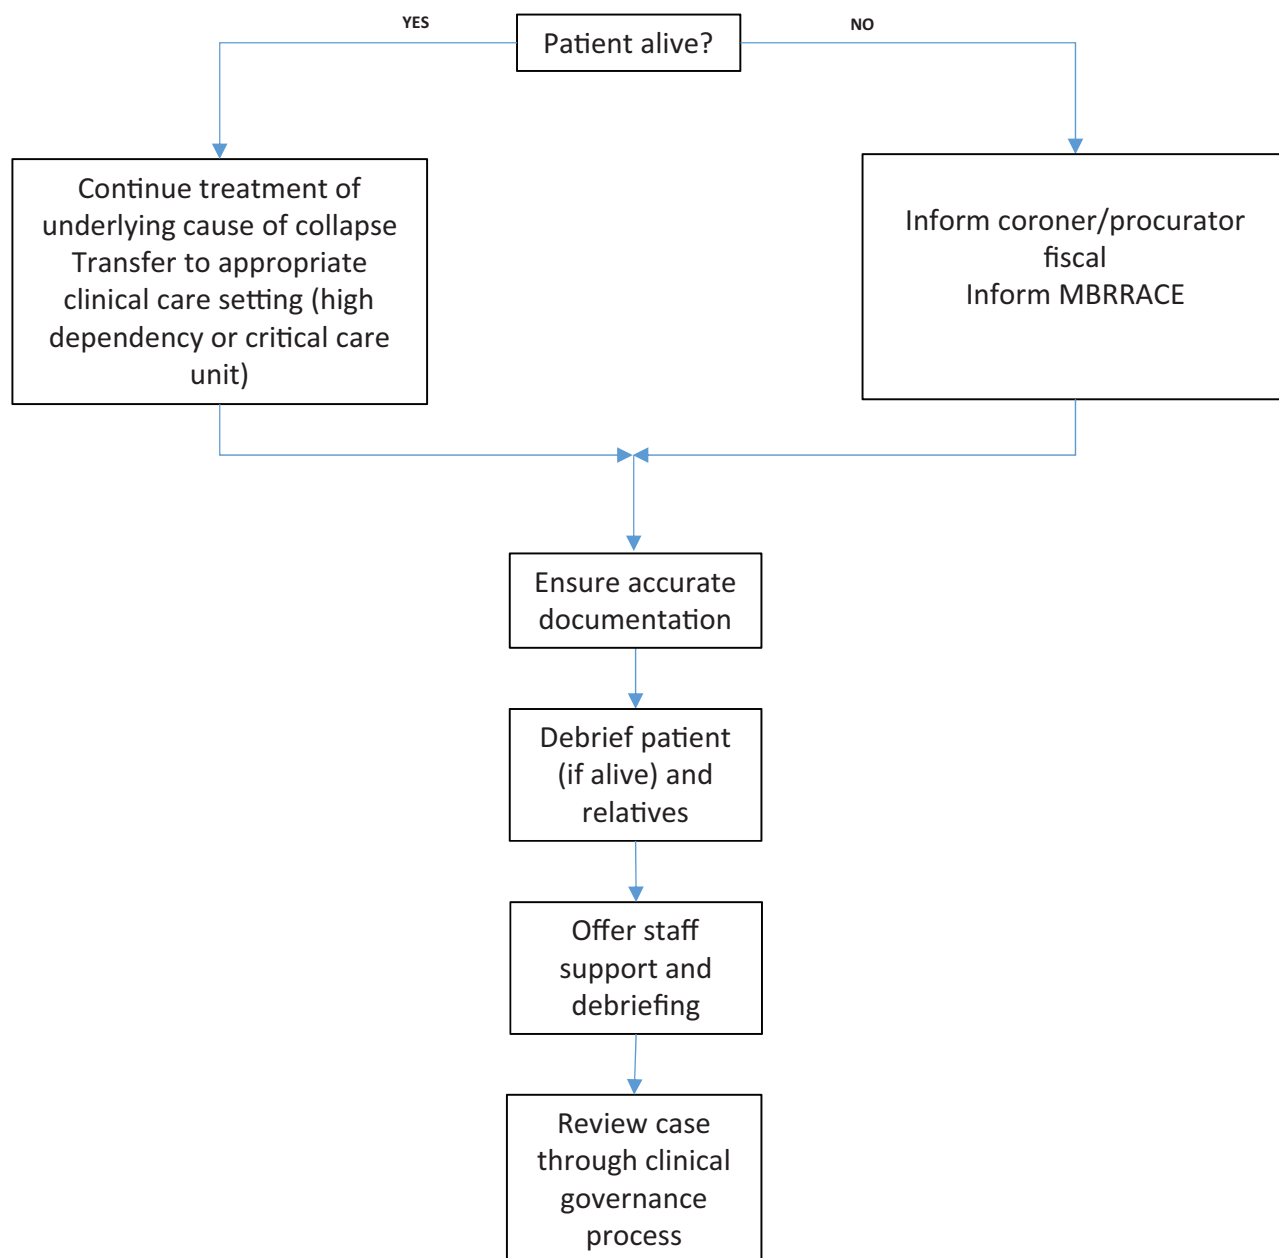 YES
Patient alive?
NO
Continue treatment of
underlying cause of collapse
Transfer to appropriate
clinical care setting (high
dependency or critical care
unit)
Inform coroner/procurator
fiscal
Inform MBRRACE
Ensure accurate
documentation
Debrief patient
(if alive) and
relatives
Offer staff
support and
debriefing
Review case
through clinical
governance
process